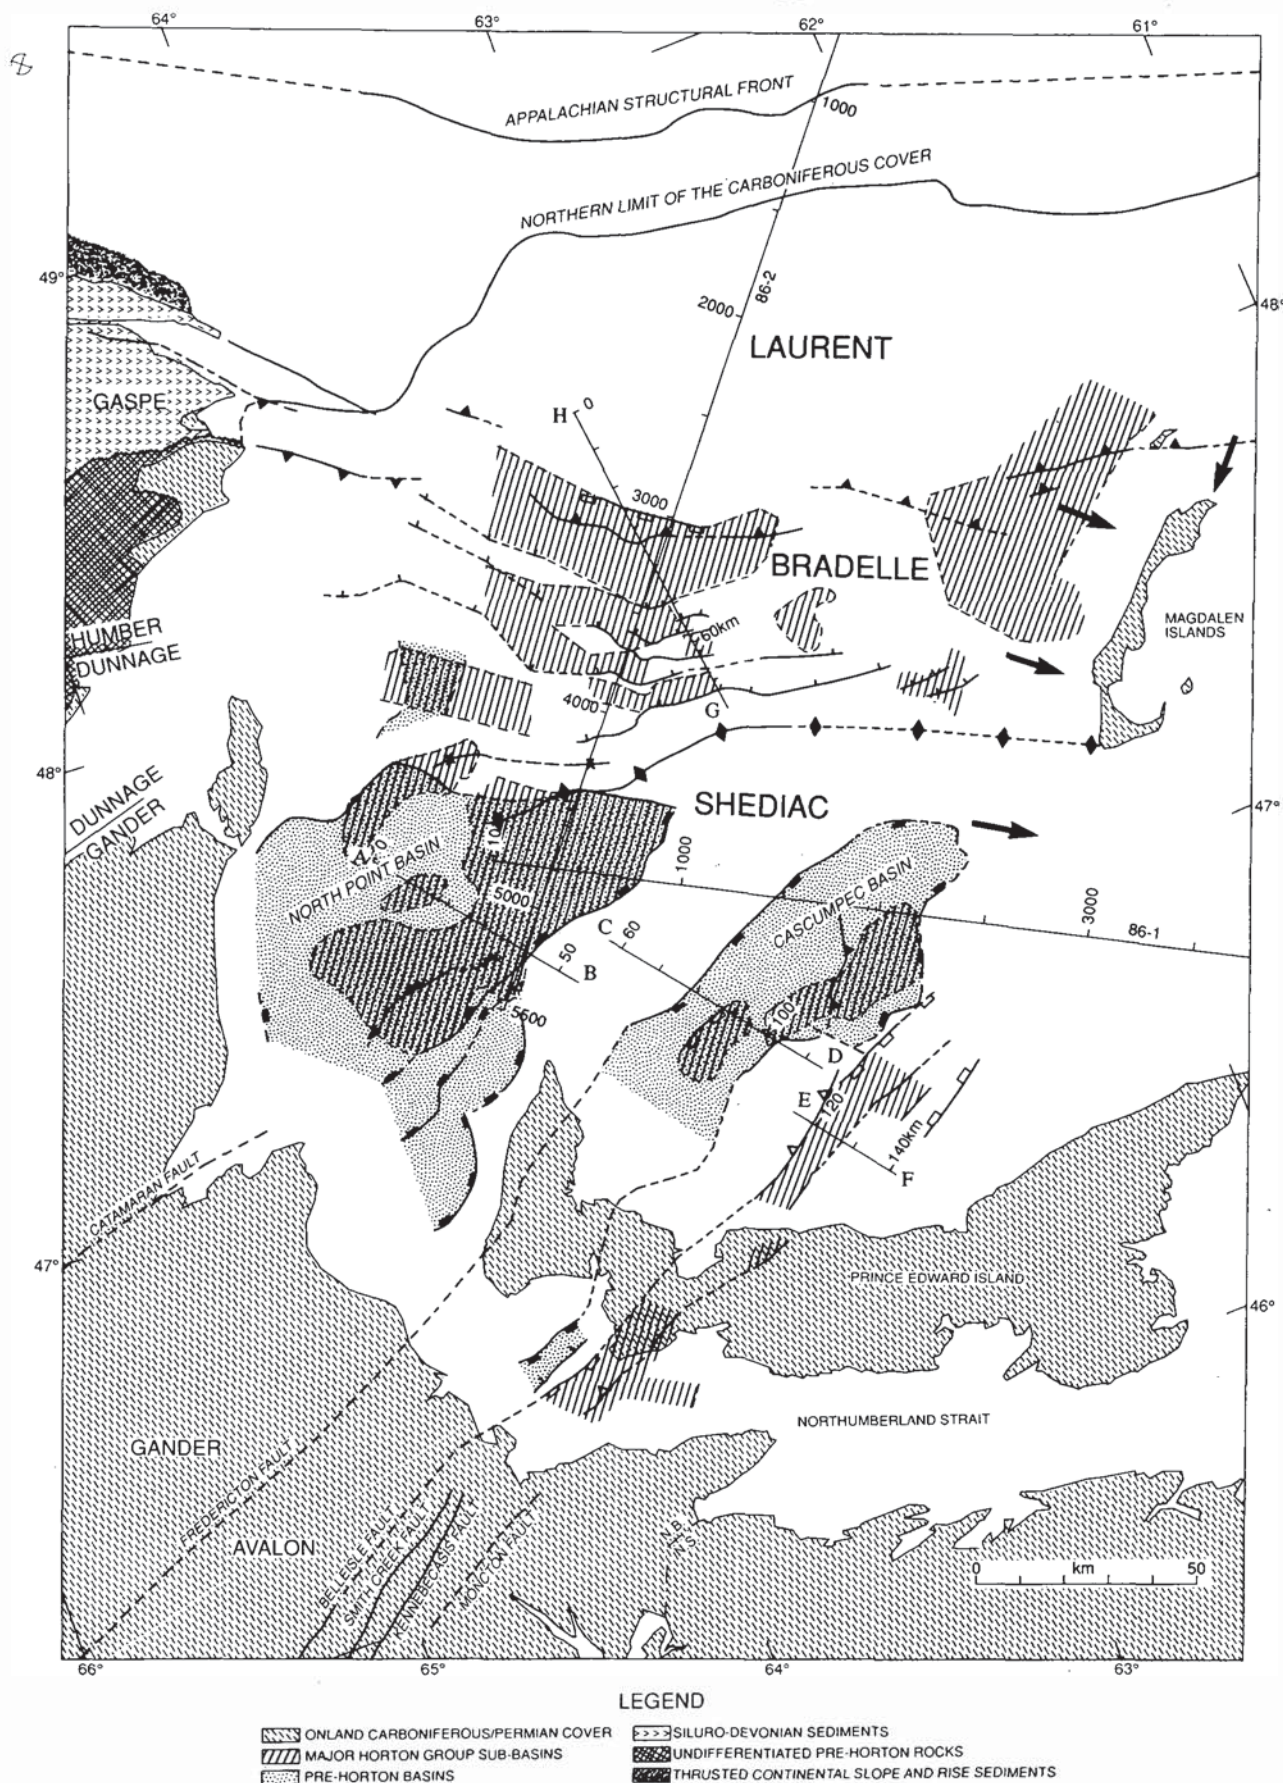 64°
63°
62°
61°
APPALACHIAN STRUCTURAL FRONT
1000
NORTHERN LIMIT OF THE CARBONIFEROUS COVER
49°
86-2
2000
48°
LAURENT
GASPE
H
0
3000
BRADELLE
MAGDALEN
ISLANDS
HUMBER
DUNNAGE
60km
4000
G
48°
DUNNAGE
GANDER
SHEDIAC
47°
A
0
10
1000
NORTH POINT BASIN
5000
CASCUMPEC BASIN
3000
86-1
C
60
50
B
5500
100
D
E
120
140km
F
CATAMARAN FAULT
47°
PRINCE EDWARD ISLAND
46°
NORTHUMBERLAND STRAIT
GANDER
FREDERICTON FAULT
AVALON
BELLEISLE FAULT
SMITH CREEK FAULT
KENNEBECASIS FAULT
MONCTON FAULT
N.B.
N.S.
0 km 50
66°
65°
64°
63°
LEGEND
ONLAND CARBONIFEROUS/PERMIAN COVER
MAJOR HORTON GROUP SUB-BASINS
PRE-HORTON BASINS
SILURO-DEVONIAN SEDIMENTS
UNDIFFERENTIATED PRE-HORTON ROCKS
THRUSTED CONTINENTAL SLOPE AND RISE SEDIMENTS